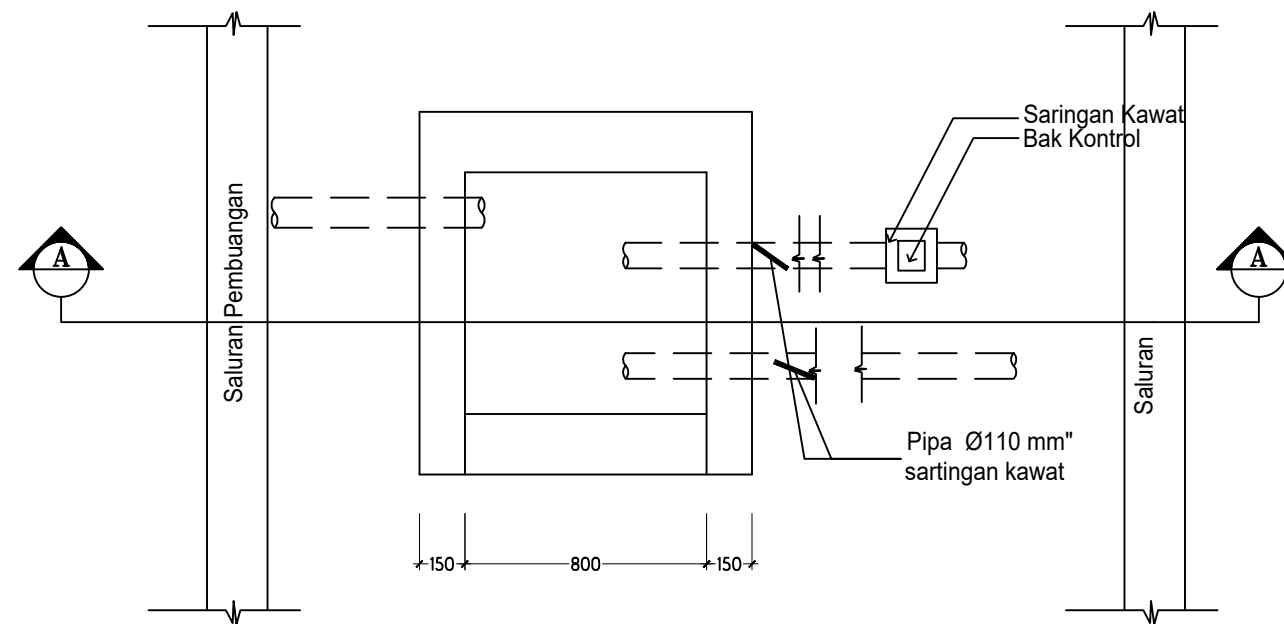 Saringan Kawat
Bak Kontrol
Saluran Pembuangan
A
A
Saluran
Pipa Ø110 mm"
sartingan kawat
150
800
150